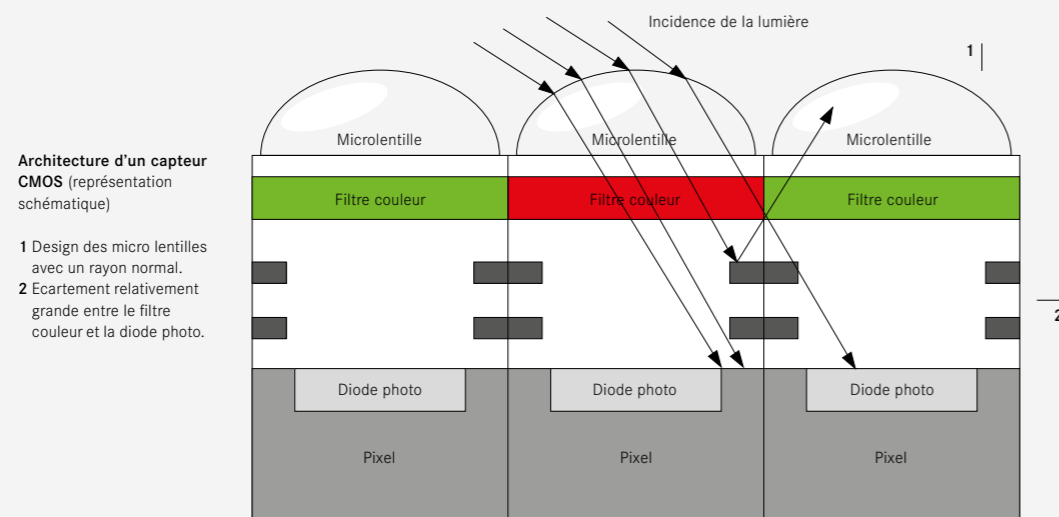 Incidence de la lumière
1
Microlentille
Microlentille
Microlentille
Architecture d'un capteur
CMOS (représentation
schématique)
Filtre couleur
Filtre couleur
Filtre couleur
1 Design des micro lentilles
avec un rayon normal.
2 Ecartement relativement
grande entre le filtre
couleur et la diode photo.
2
Diode photo
Diode photo
Diode photo
Pixel
Pixel
Pixel